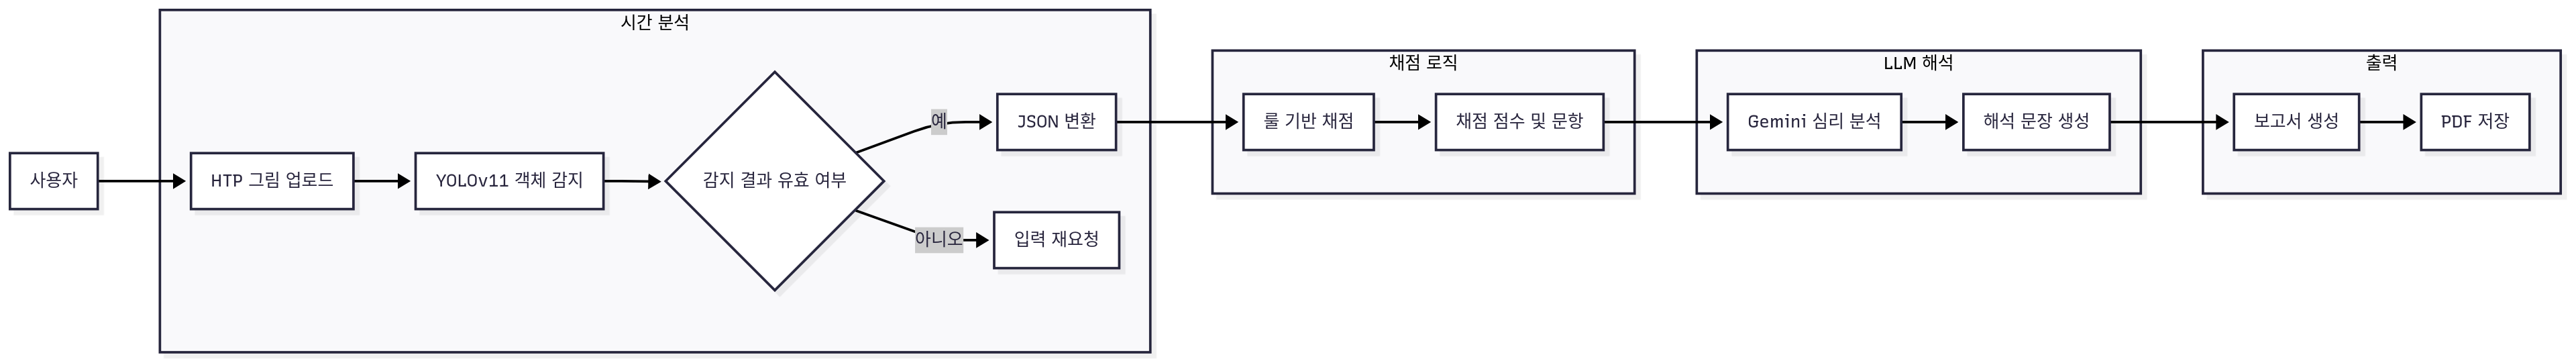 시간 분석
사용자
HTP 그림 업로드
YOLOv11 객체 감지
감지 결과 유효 여부
예
아니오
JSON 변환
입력 재요청
채점 로직
룰 기반 채점
채점 점수 및 문항
LLM 해석
Gemini 심리 분석
해석 문장 생성
출력
보고서 생성
PDF 저장